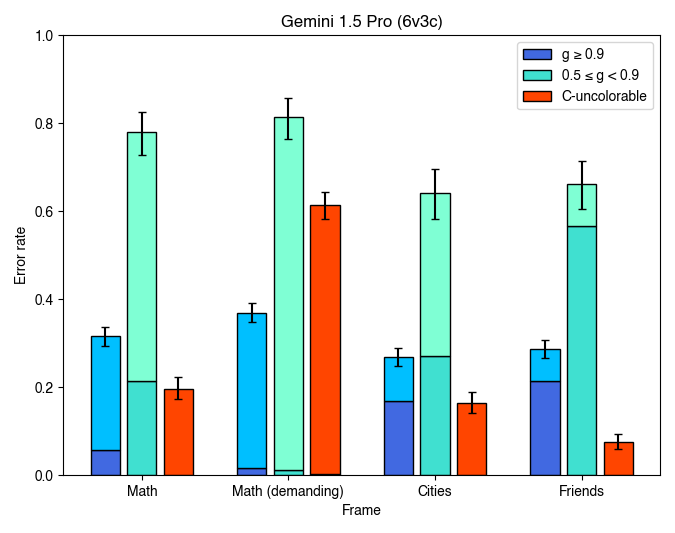 Gemini 1.5 Pro (6v3c)
g ≥ 0.9
0.5 ≤ g < 0.9
C-uncolorable
1.0
0.8
0.6
0.4
0.2
0.0
Error rate
Math
Math (demanding)
Cities
Friends
Frame